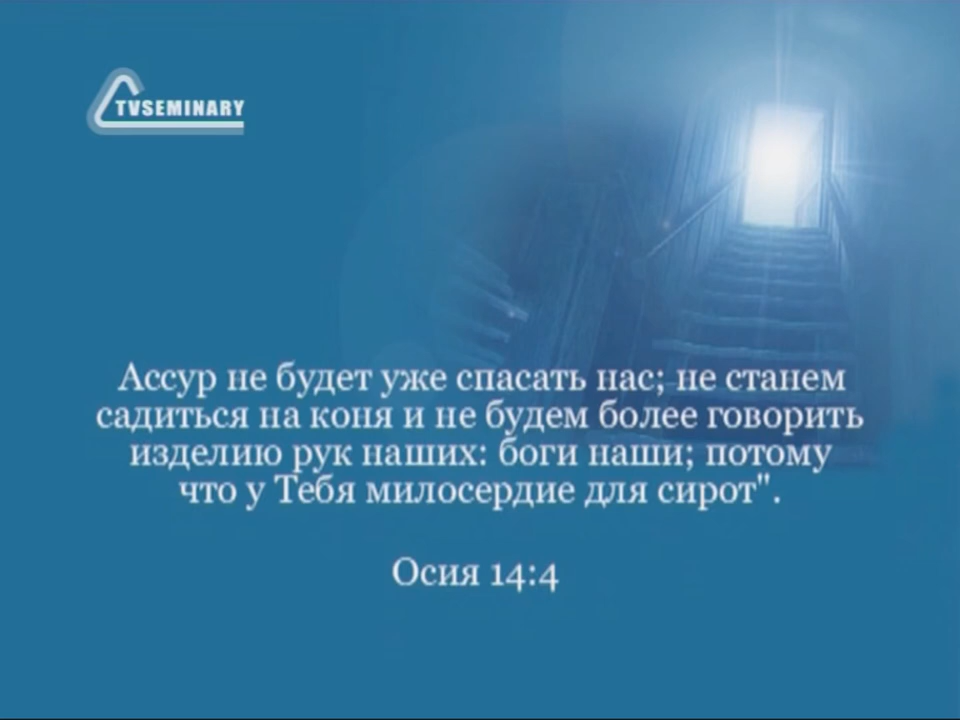 TVSEMINARY
Ассур не будет уже спасать нас; не станем
садиться на коня и не будем более говорить
изделию рук наших: боги наши; потому
что у Тебя милосердие для сирот".
Осия 14:4